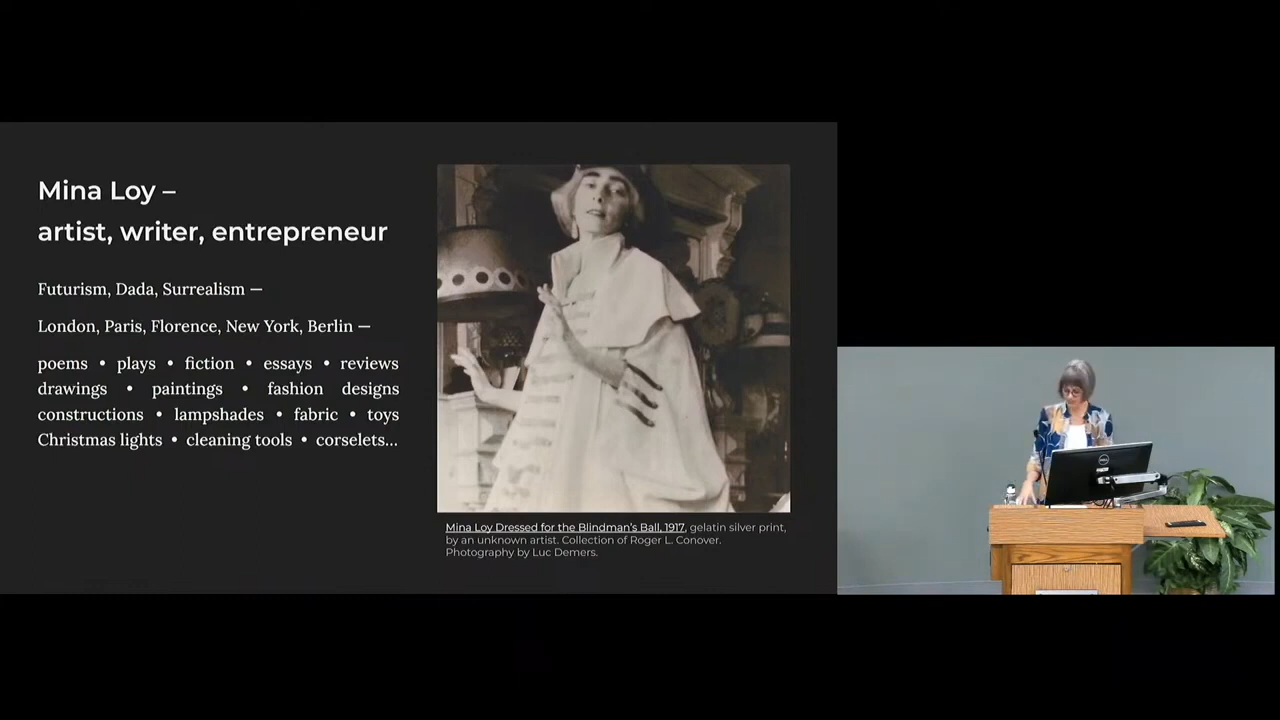 Mina Loy –
artist, writer, entrepreneur
Futurism, Dada, Surrealism —
London, Paris, Florence, New York, Berlin —
poems • plays • fiction • essays • reviews
drawings • paintings • fashion designs
constructions • lampshades • fabric • toys
Christmas lights • cleaning tools • corselets...
Mina Loy Dressed for the Blindman's Ball, 1917, gelatin silver print,
by an unknown artist. Collection of Roger L. Conover.
Photography by Luc Demers.
DELL